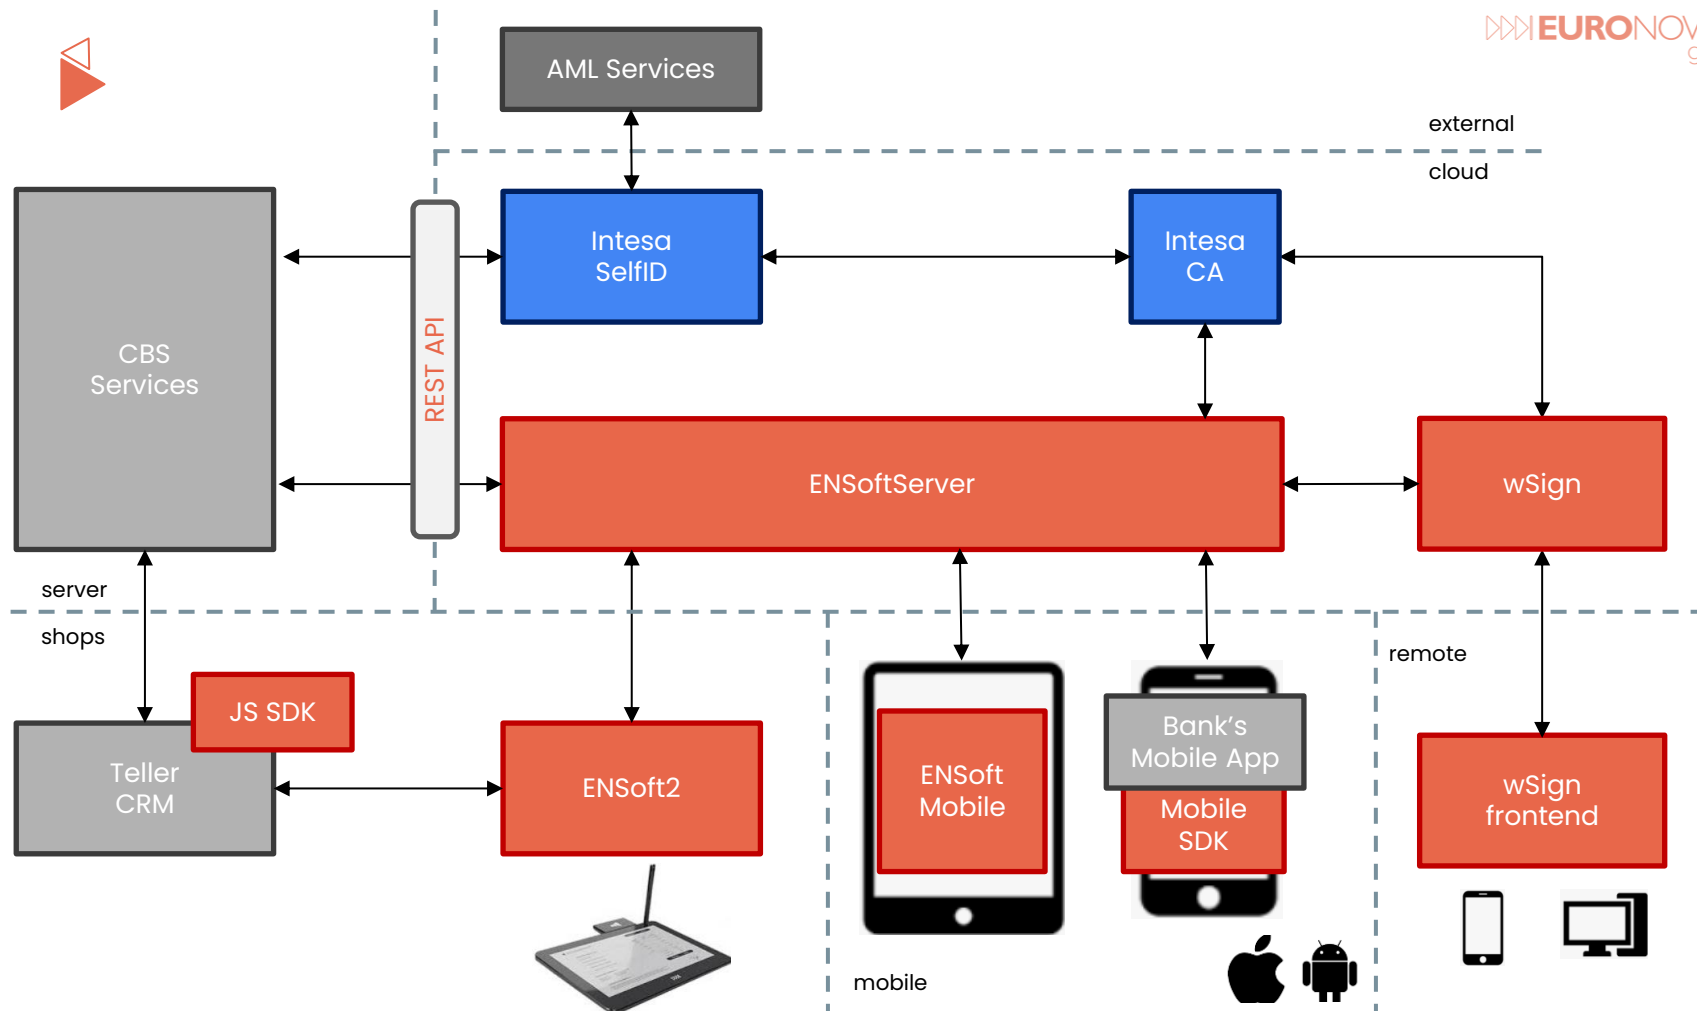 EURONOV
AML Services
external
cloud
Intesa
SelfID
Intesa
CA
CBS
Services
REST API
ENSoftServer
wSign
server
shops
remote
JS SDK
Teller
CRM
ENSoft2
ENSoft
Mobile
Bank's
Mobile App
Mobile
SDK
wSign
frontend
mobile